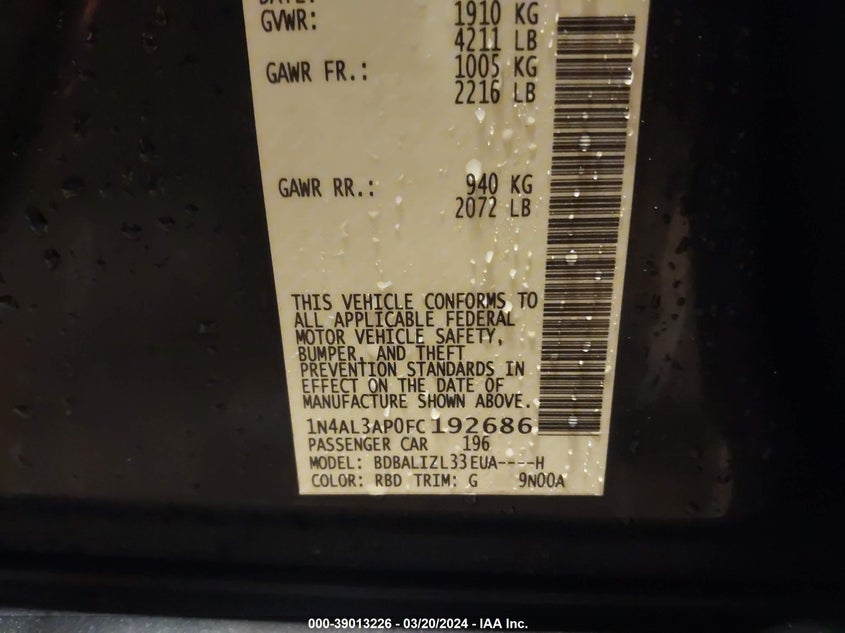 GVWR: 1910 KG
4211 LB
GAWR FR.: 1005 KG
2216 LB
GAWR RR.: 940 KG
2072 LB
THIS VEHICLE CONFORMS TO
ALL APPLICABLE FEDERAL
MOTOR VEHICLE SAFETY,
BUMPER, AND THEFT
PREVENTION STANDARDS IN
EFFECT ON THE DATE OF
MANUFACTURE SHOWN ABOVE.
1N4AL3AP0FC192686
PASSENGER CAR 196
MODEL: BDBALIZL33EUA----H
COLOR: RBD TRIM: G 9N00A
000-39013226 - 03/20/2024 - IAA Inc.